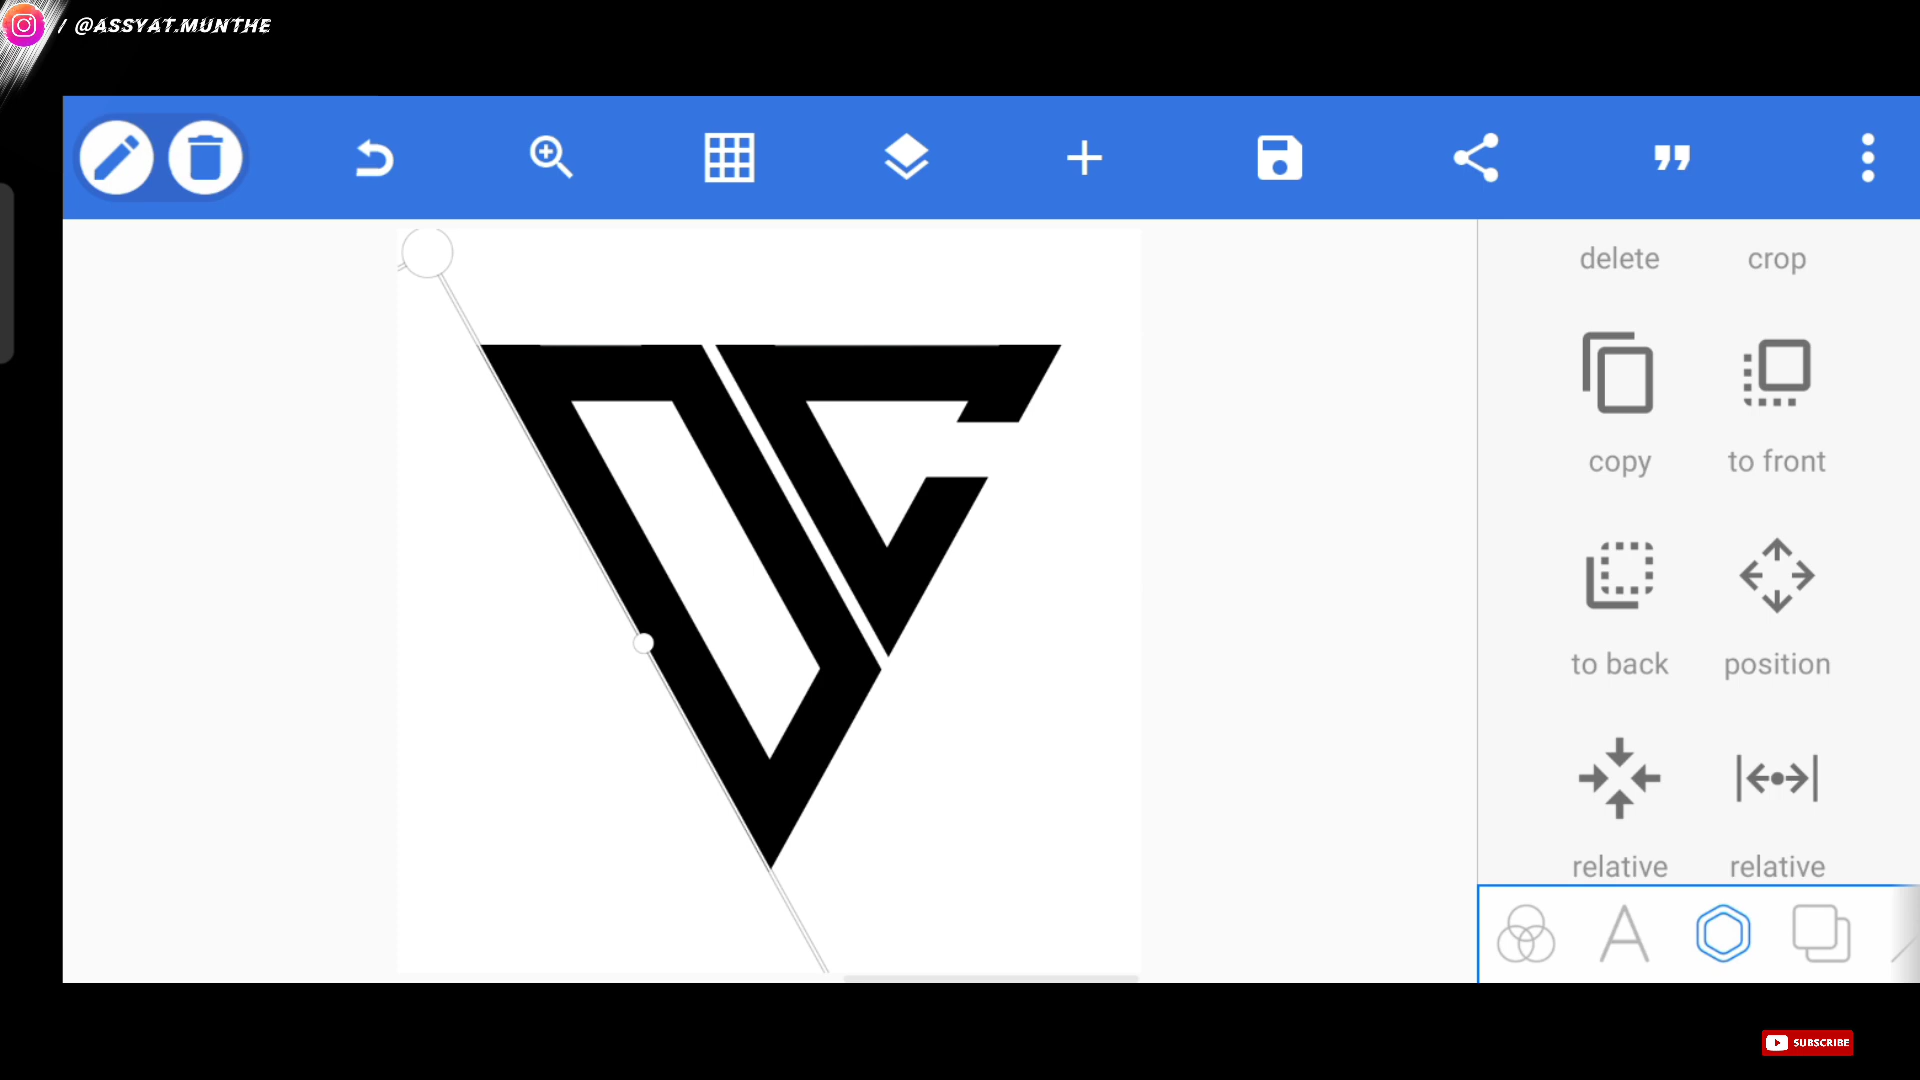 / @ASSYAT.MUNTHE
delete crop
copy to front
to back position
relative relative
SUBSCRIBE